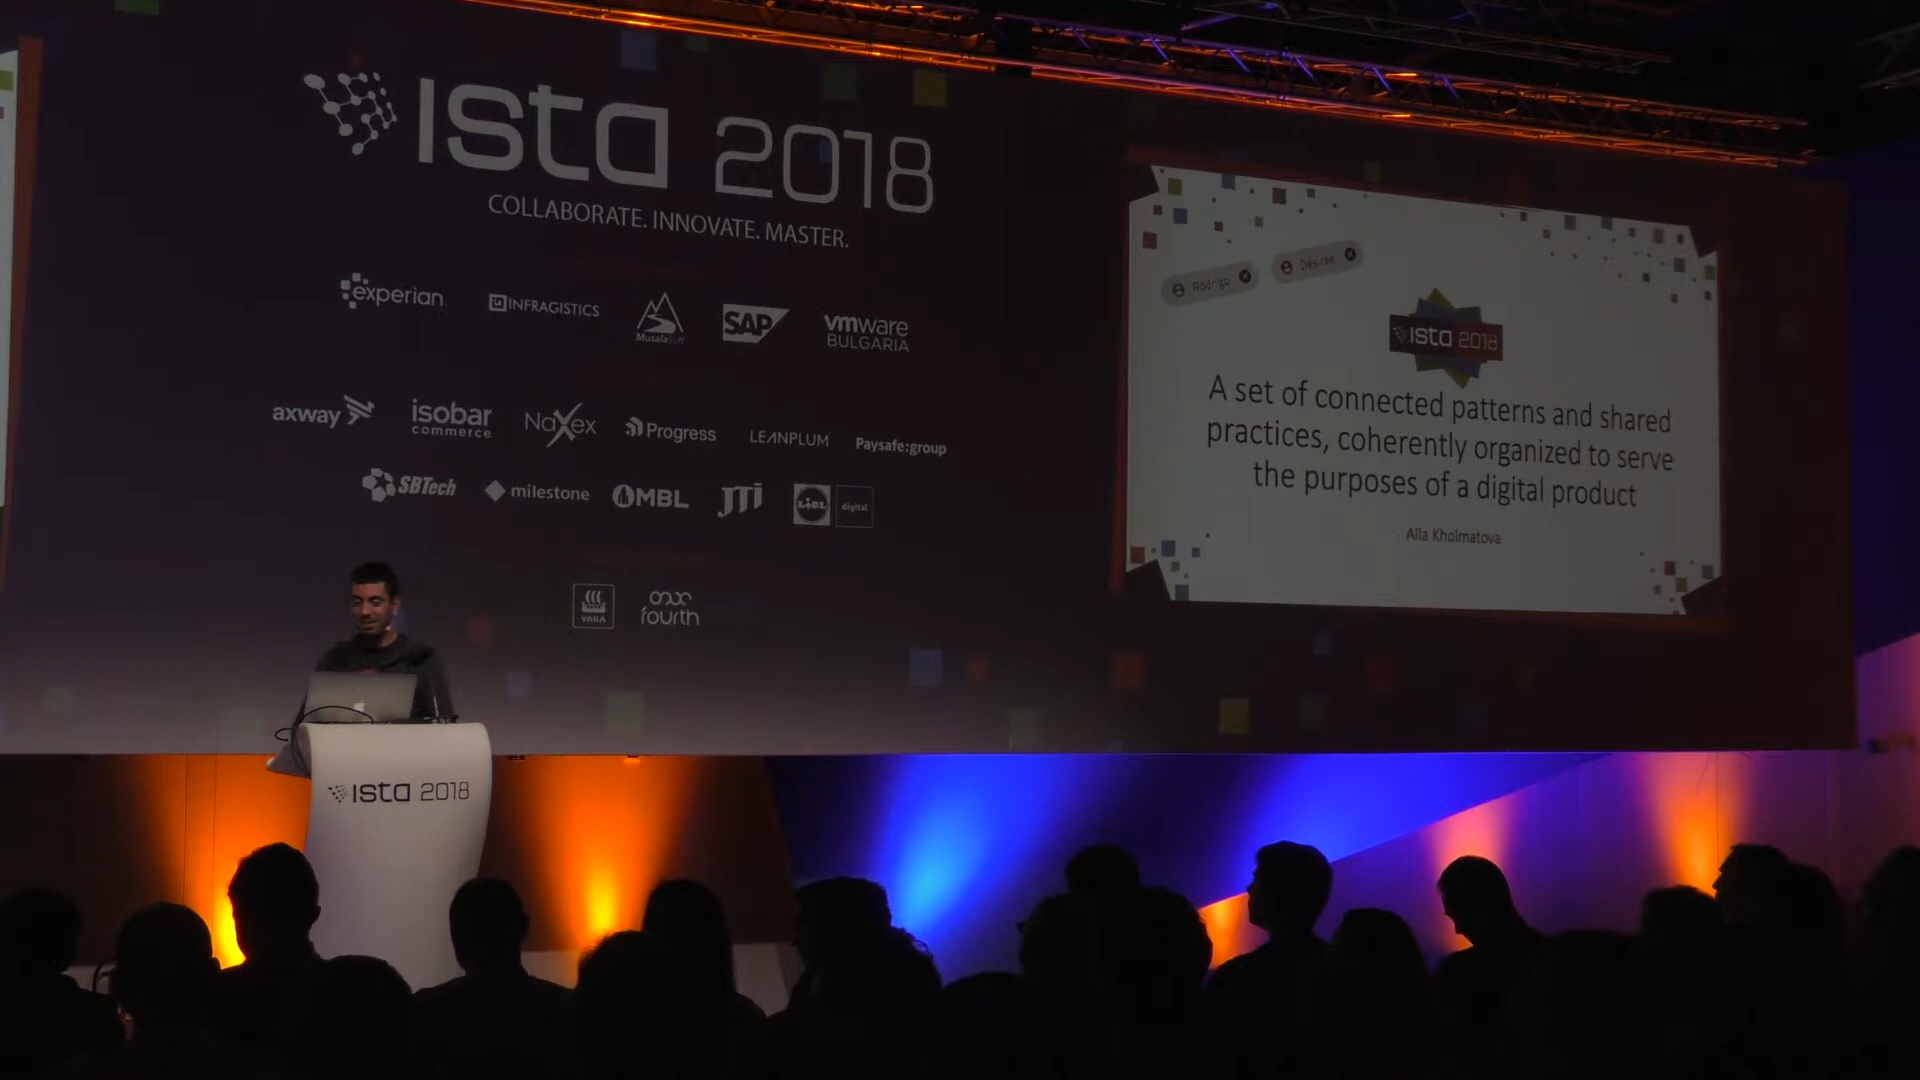 ista 2018
COLLABORATE. INNOVATE. MASTER.
experian
INFRAGISTICS
MusalaSoft
SAP
vmware
BULGARIA
axway
isobar
commerce
Naxex
Progress
LEANPLUM
Paysafe:group
SBTech
milestone
MBL
JTI
LIDL
digital
YARA
fourth
Rodrigo
Desiree
ista 2018
A set of connected patterns and shared
practices, coherently organized to serve
the purposes of a digital product
Alla Kholmatova
ista 2018